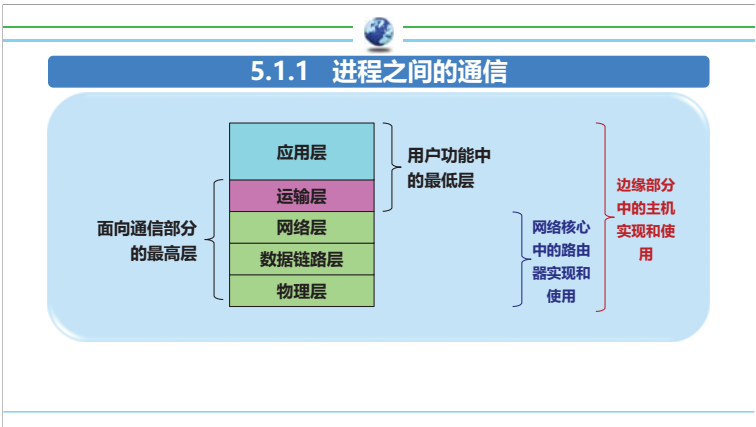 5.1.1 进程之间的通信
应用层
运输层
网络层
数据链路层
物理层
面向通信部分
的最高层
用户功能中
的最低层
网络核心
中的路由
器实现和
使用
边缘部分
中的主机
实现和使
用